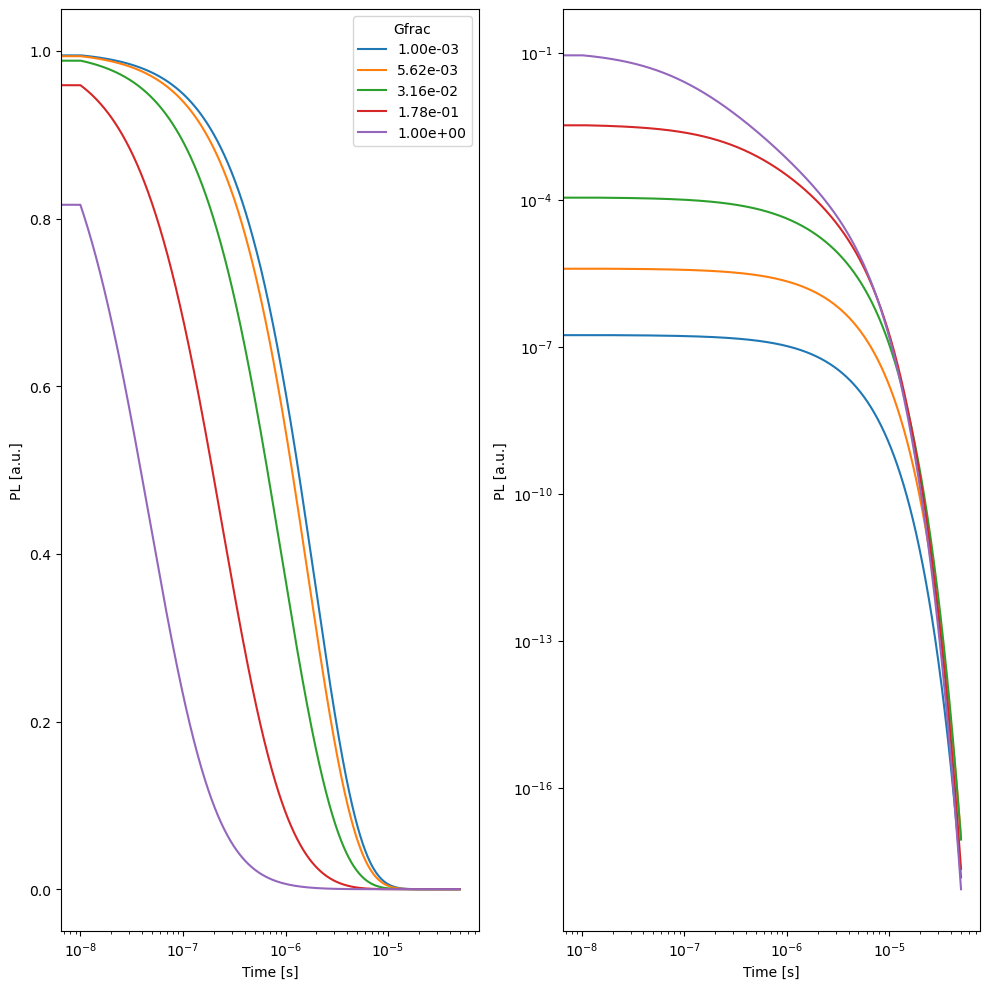 Gfrac
1.00e-03
5.62e-03
3.16e-02
1.78e-01
1.00e+00
1.0
0.8
0.6
0.4
0.2
0.0
PL [a.u.]
10⁻⁸
10⁻⁷
10⁻⁶
10⁻⁵
Time [s]
10⁻¹
10⁻⁴
10⁻⁷
10⁻¹⁰
10⁻¹³
10⁻¹⁶
PL [a.u.]
10⁻⁸
10⁻⁷
10⁻⁶
10⁻⁵
Time [s]